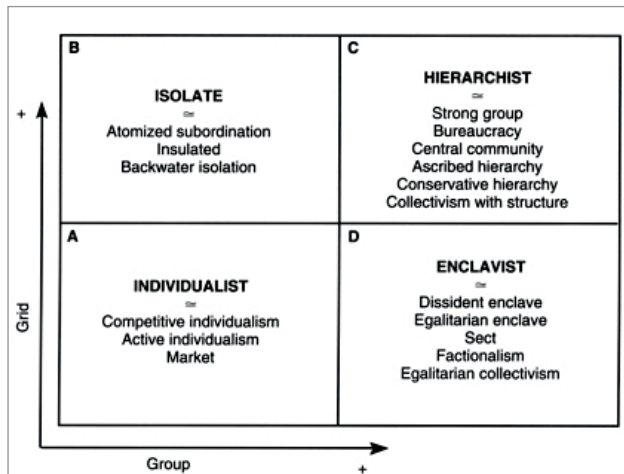 B
ISOLATE
≃
Atomized subordination
Insulated
Backwater isolation
C
HIERARCHIST
≃
Strong group
Bureaucracy
Central community
Ascribed hierarchy
Conservative hierarchy
Collectivism with structure
A
INDIVIDUALIST
≃
Competitive individualism
Active individualism
Market
D
ENCLAVIST
≃
Dissident enclave
Egalitarian enclave
Sect
Factionalism
Egalitarian collectivism
+
Grid
Group
+